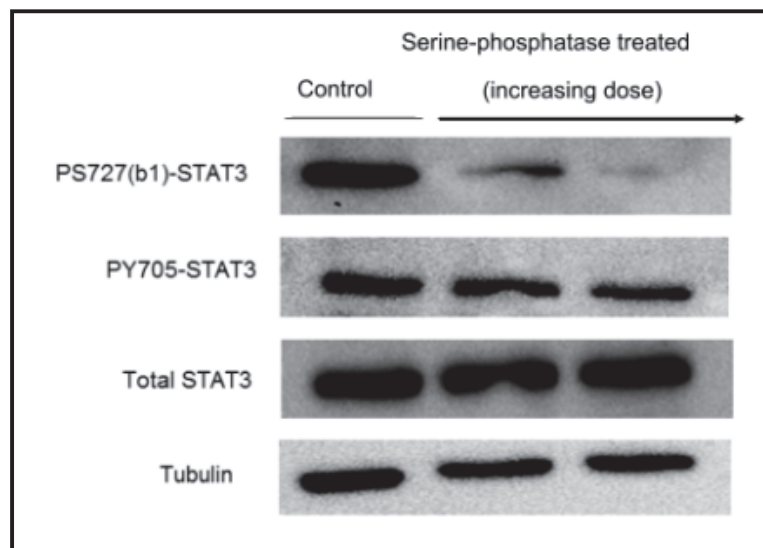 Serine-phosphatase treated
Control (increasing dose)
PS727(b1)-STAT3
PY705-STAT3
Total STAT3
Tubulin